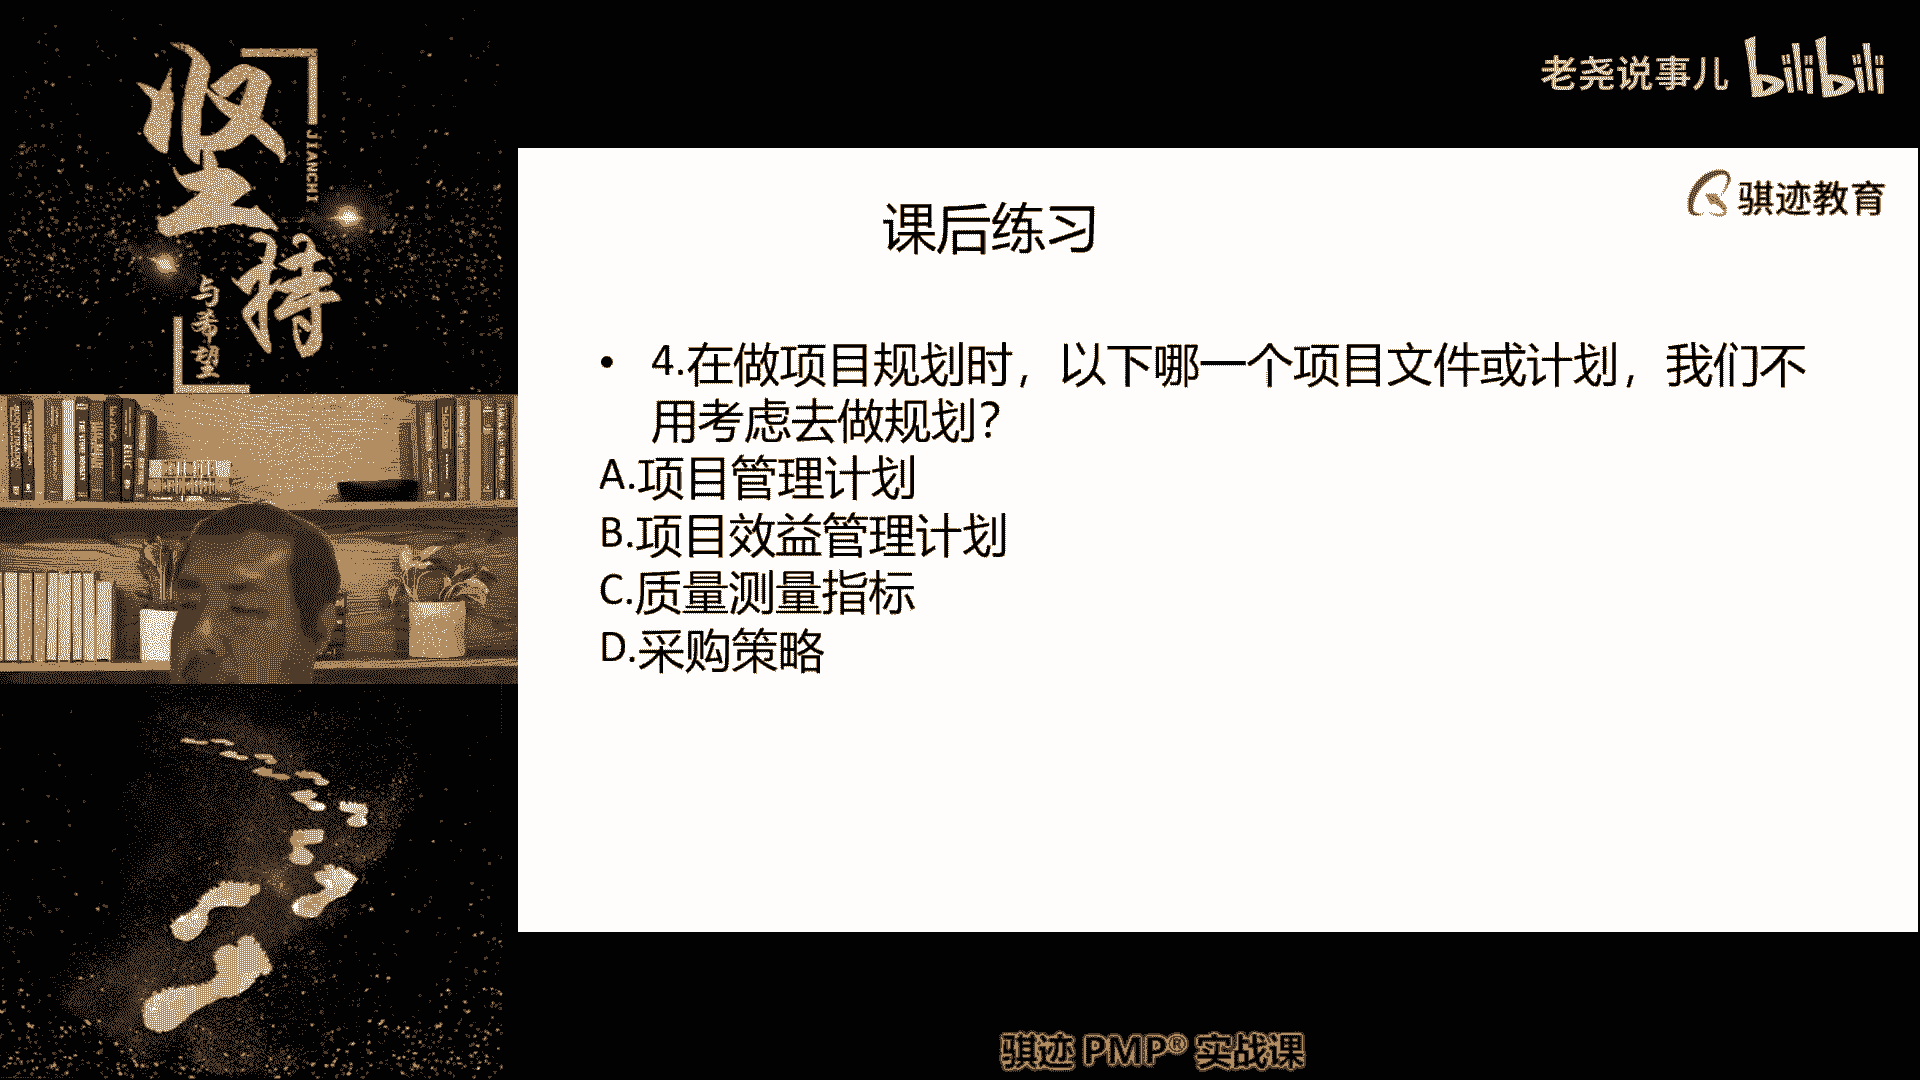 坚持
JIANCHI
与希望
老尧说事儿 bilibili
骐迹教育
课后练习
• 4.在做项目规划时，以下哪一个项目文件或计划，我们不
用考虑去做规划？
A.项目管理计划
B.项目效益管理计划
C.质量测量指标
D.采购策略
骐迹 PMP® 实战课